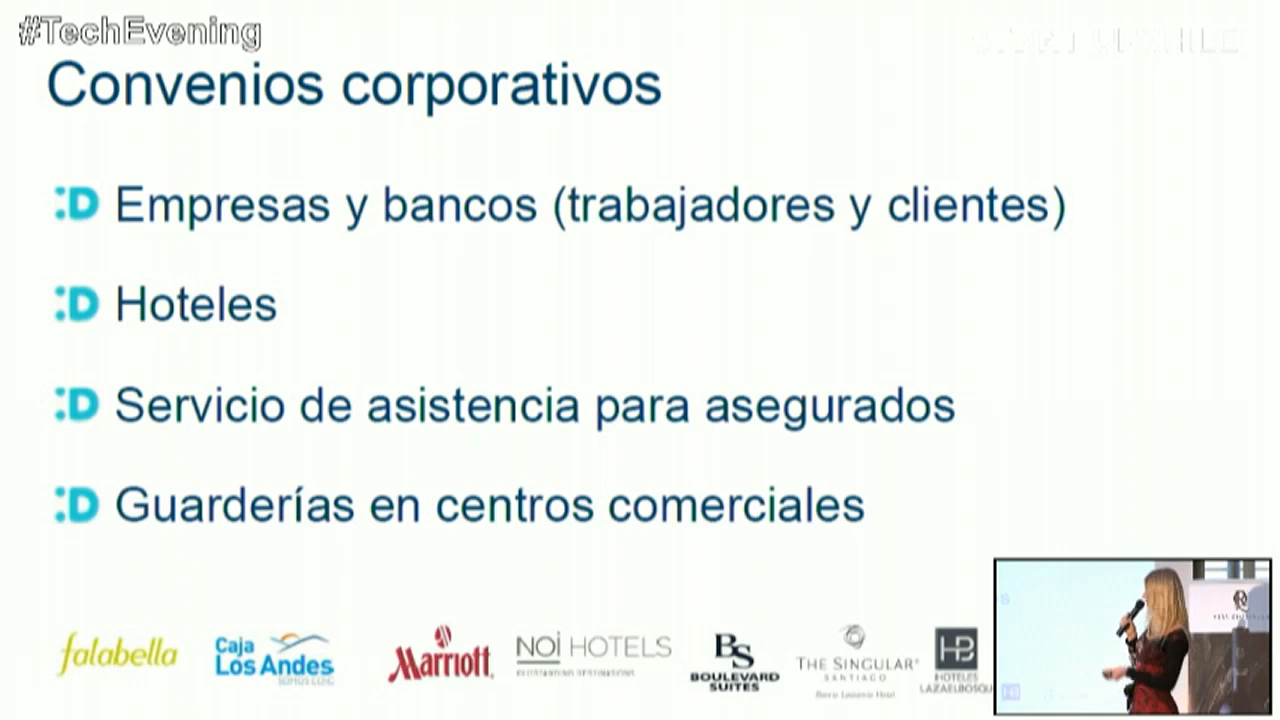 #TechEvening
Convenios corporativos
:D Empresas y bancos (trabajadores y clientes)
:D Hoteles
:D Servicio de asistencia para asegurados
:D Guarderías en centros comerciales
falabella
Caja
Los Andes
Marriott
NOI HOTELS
BS
BOULEVARD
SUITES
THE SINGULAR
SANTIAGO
HB
HOTELES